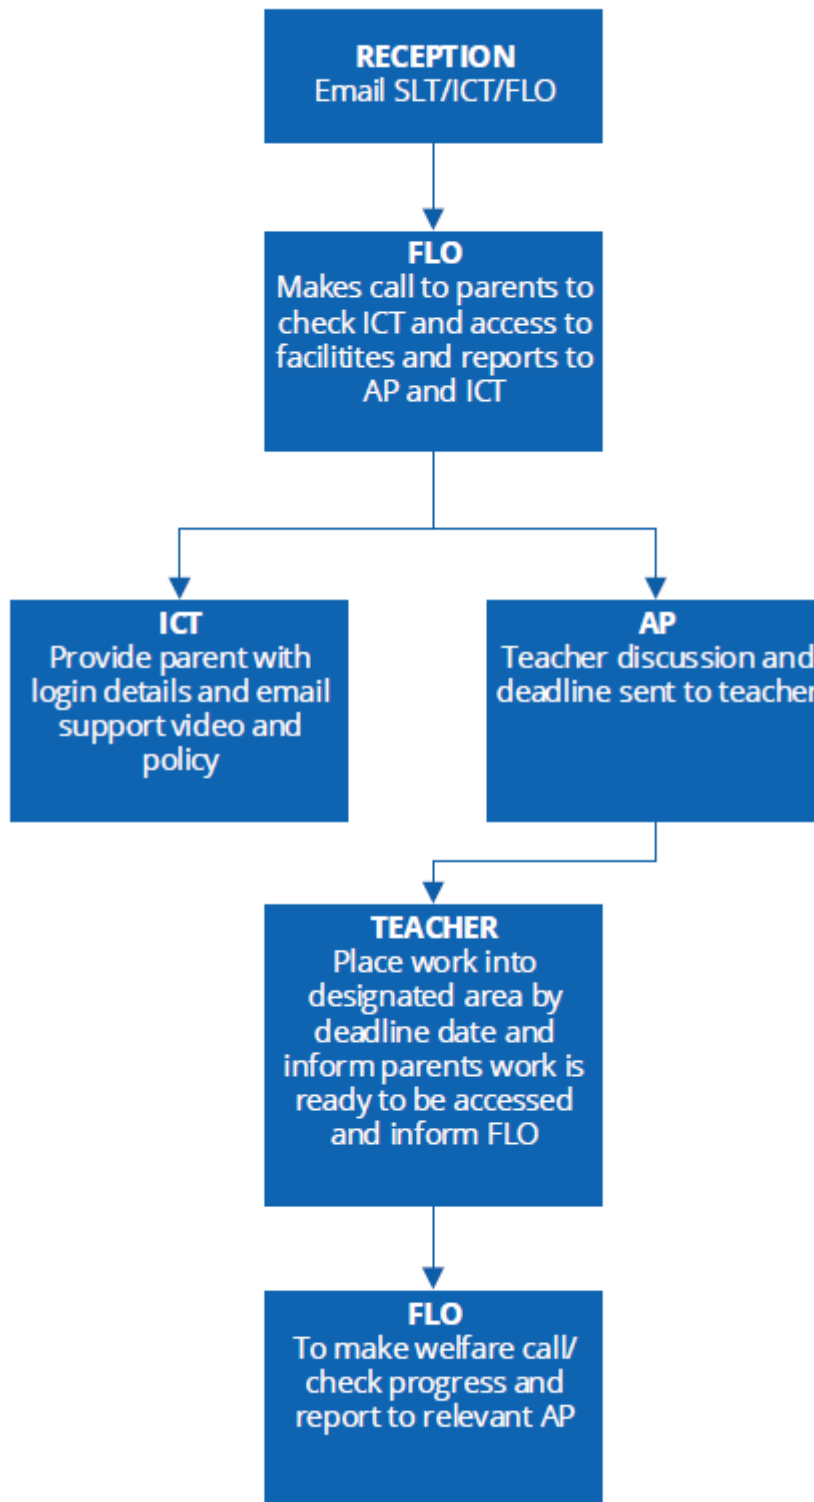 RECEPTION
Email SLT/ICT/FLO
FLO
Makes call to parents to
check ICT and access to
facilitites and reports to
AP and ICT
ICT
Provide parent with
login details and email
support video and
policy
AP
Teacher discussion and
deadline sent to teacher
TEACHER
Place work into
designated area by
deadline date and
inform parents work is
ready to be accessed
and inform FLO
FLO
To make welfare call/
check progress and
report to relevant AP